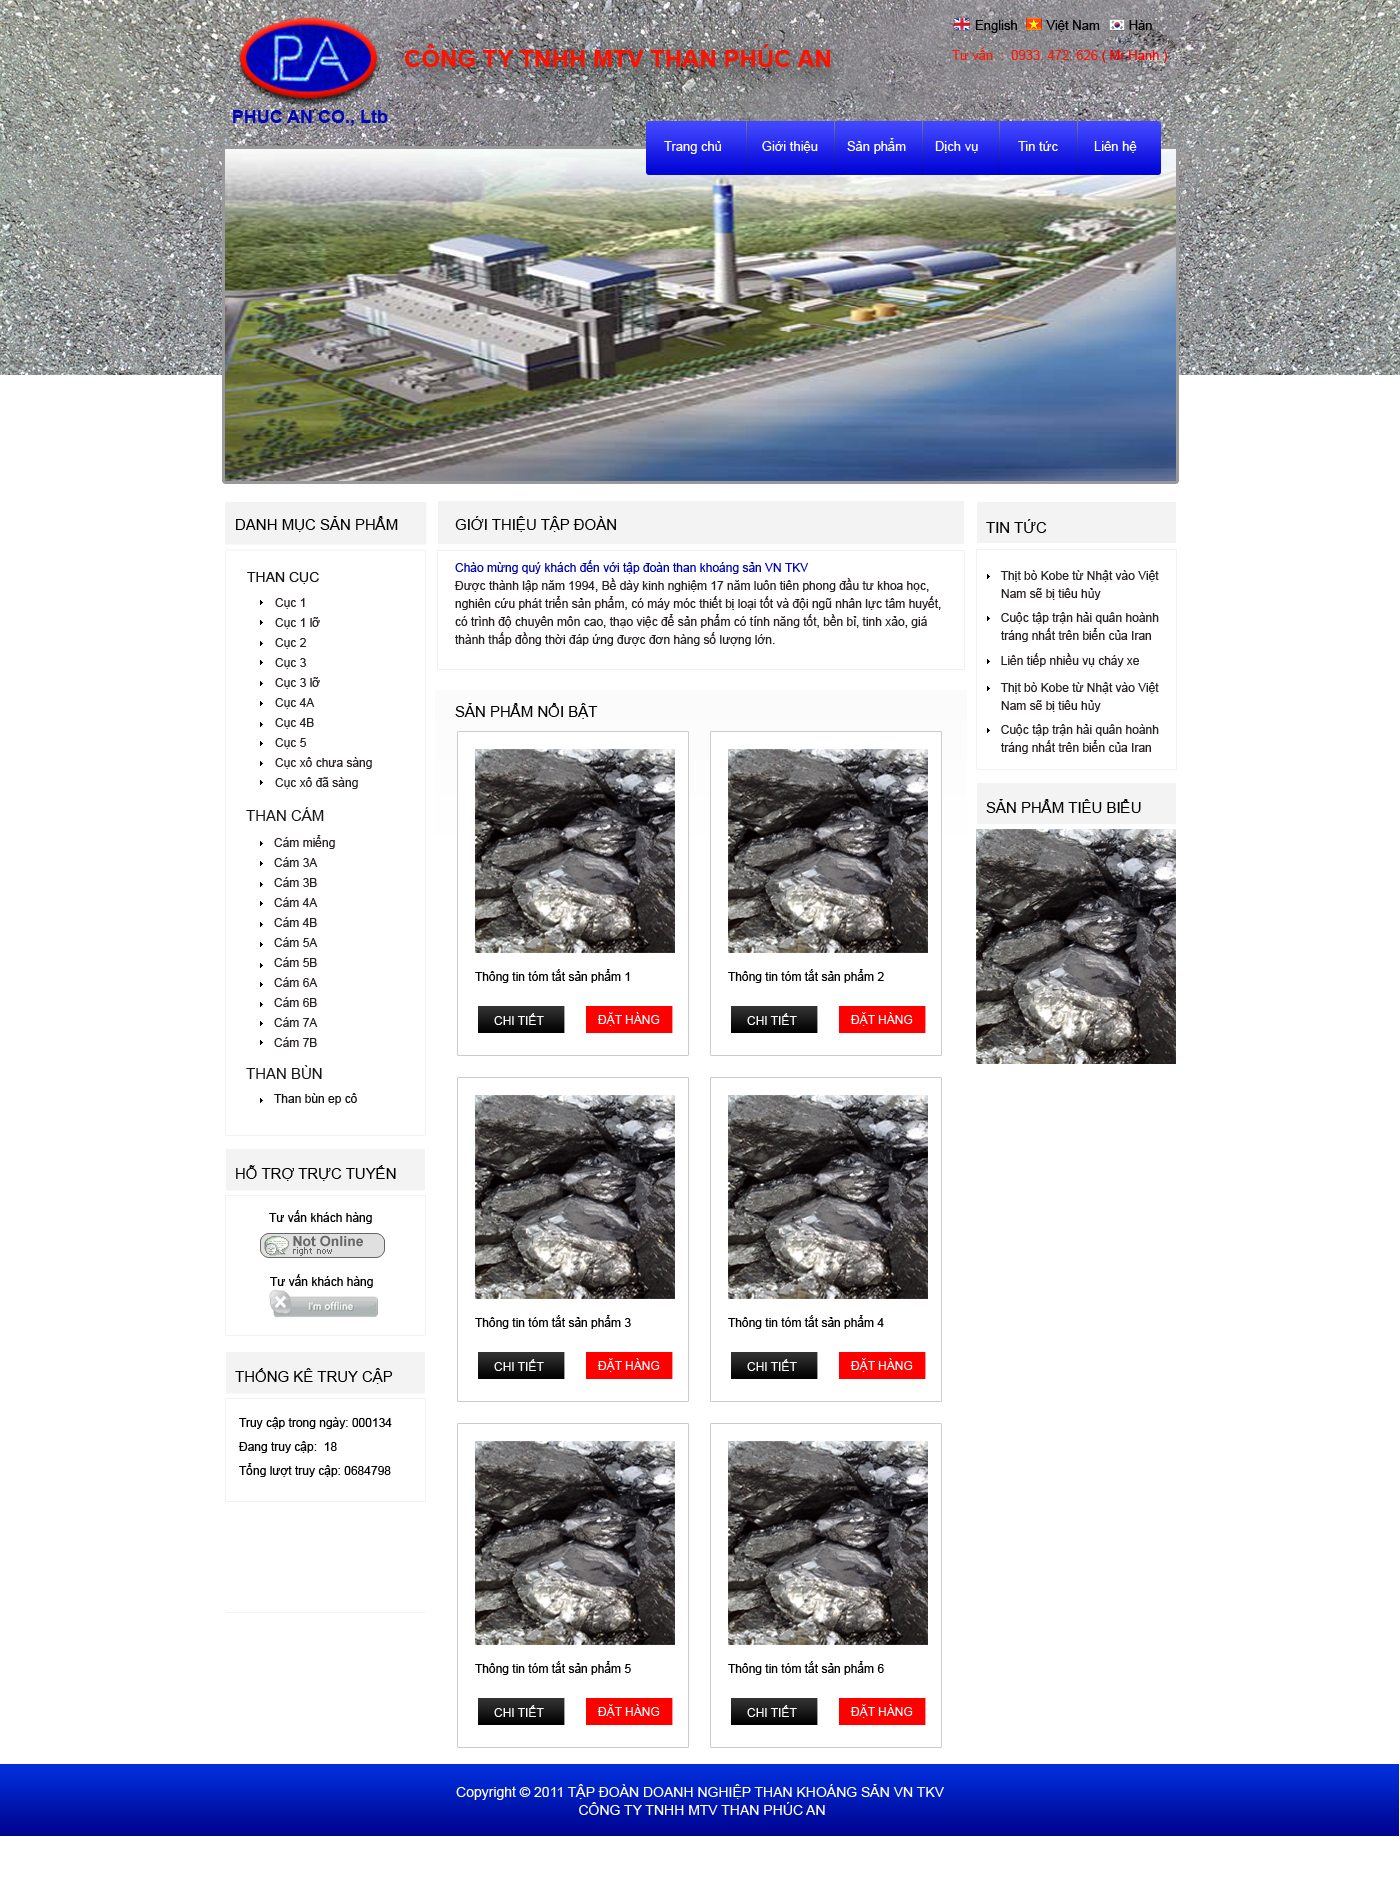 PA
PHUC AN CO., Ltb
CÔNG TY TNHH MTV THAN PHÚC AN
English Việt Nam Hàn
Tư vấn 0933. 472. 626 ( Mr.Hạnh )
Trang chủ Giới thiệu Sản phẩm Dịch vụ Tin tức Liên hệ
DANH MỤC SẢN PHẨM
THAN CỤC
Cục 1
Cục 1 lỡ
Cục 2
Cục 3
Cục 3 lỡ
Cục 4A
Cục 4B
Cục 5
Cục xô chưa sàng
Cục xô đã sàng
THAN CÁM
Cám miếng
Cám 3A
Cám 3B
Cám 4A
Cám 4B
Cám 5A
Cám 5B
Cám 6A
Cám 6B
Cám 7A
Cám 7B
THAN BÙN
Than bùn ep cô
HỖ TRỢ TRỰC TUYẾN
Tư vấn khách hàng
Not Online
right now
Tư vấn khách hàng
I'm offline
THỐNG KÊ TRUY CẬP
Truy cập trong ngày: 000134
Đang truy cập: 18
Tổng lượt truy cập: 0684798
GIỚI THIỆU TẬP ĐOÀN
Chào mừng quý khách đến với tập đoàn than khoáng sản VN TKV
Được thành lập năm 1994, Bề dày kinh nghiệm 17 năm luôn tiên phong đầu tư khoa học,
nghiên cứu phát triển sản phẩm, có máy móc thiết bị loại tốt và đội ngũ nhân lực tâm huyết,
có trình độ chuyên môn cao, thạo việc để sản phẩm có tính năng tốt, bền bỉ, tinh xảo, giá
thành thấp đồng thời đáp ứng được đơn hàng số lượng lớn.
SẢN PHẨM NỔI BẬT
Thông tin tóm tắt sản phẩm 1
CHI TIẾT ĐẶT HÀNG
Thông tin tóm tắt sản phẩm 2
CHI TIẾT ĐẶT HÀNG
Thông tin tóm tắt sản phẩm 3
CHI TIẾT ĐẶT HÀNG
Thông tin tóm tắt sản phẩm 4
CHI TIẾT ĐẶT HÀNG
Thông tin tóm tắt sản phẩm 5
CHI TIẾT ĐẶT HÀNG
Thông tin tóm tắt sản phẩm 6
CHI TIẾT ĐẶT HÀNG
TIN TỨC
Thịt bò Kobe từ Nhật vào Việt
Nam sẽ bị tiêu hủy
Cuộc tập trận hải quân hoành
tráng nhất trên biển của Iran
Liên tiếp nhiều vụ cháy xe
Thịt bò Kobe từ Nhật vào Việt
Nam sẽ bị tiêu hủy
Cuộc tập trận hải quân hoành
tráng nhất trên biển của Iran
SẢN PHẨM TIÊU BIỂU
Copyright © 2011 TẬP ĐOÀN DOANH NGHIỆP THAN KHOÁNG SẢN VN TKV
CÔNG TY TNHH MTV THAN PHÚC AN